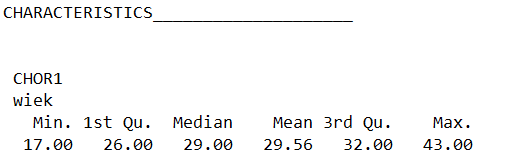 CHARACTERISTICS____________________
CHOR1
wiek
Min. 1st Qu. Median Mean 3rd Qu. Max.
17.00 26.00 29.00 29.56 32.00 43.00